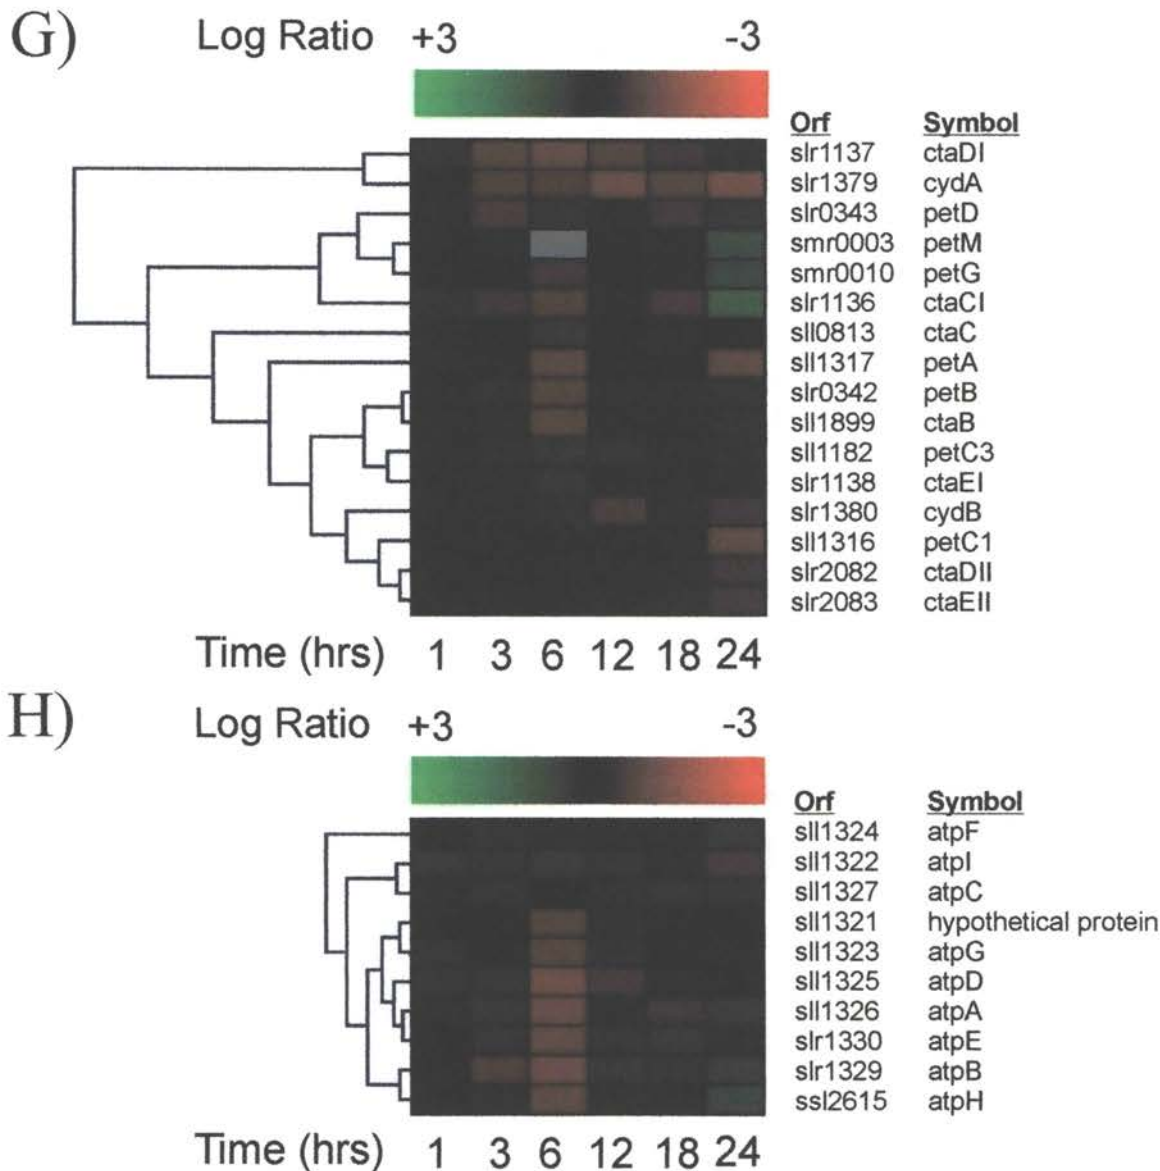 G)
Log Ratio +3 -3
Orf Symbol
slr1137 ctaDI
slr1379 cydA
slr0343 petD
smr0003 petM
smr0010 petG
slr1136 ctaCI
sll0813 ctaC
sll1317 petA
slr0342 petB
sll1899 ctaB
sll1182 petC3
slr1138 ctaEI
slr1380 cydB
sll1316 petC1
slr2082 ctaDII
slr2083 ctaEII
Time (hrs) 1 3 6 12 18 24
H)
Log Ratio +3 -3
Orf Symbol
sll1324 atpF
sll1322 atpI
sll1327 atpC
sll1321 hypothetical protein
sll1323 atpG
sll1325 atpD
sll1326 atpA
slr1330 atpE
slr1329 atpB
ssl2615 atpH
Time (hrs) 1 3 6 12 18 24